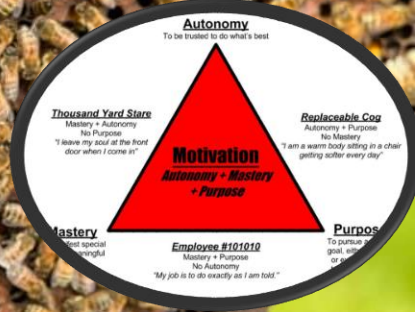 Autonomy
To be trusted to do what's best
Thousand Yard Stare
Mastery + Autonomy
No Purpose
"I leave my soul at the front
door when I come in"
Replaceable Cog
Autonomy + Purpose
No Mastery
"I am a warm body sitting in a chair
getting softer every day"
Motivation
Autonomy + Mastery
+ Purpose
Mastery
special
Employee #101010
Mastery + Purpose
No Autonomy
"My job is to do exactly as I am told."
Purpos
To pursue a
goal,